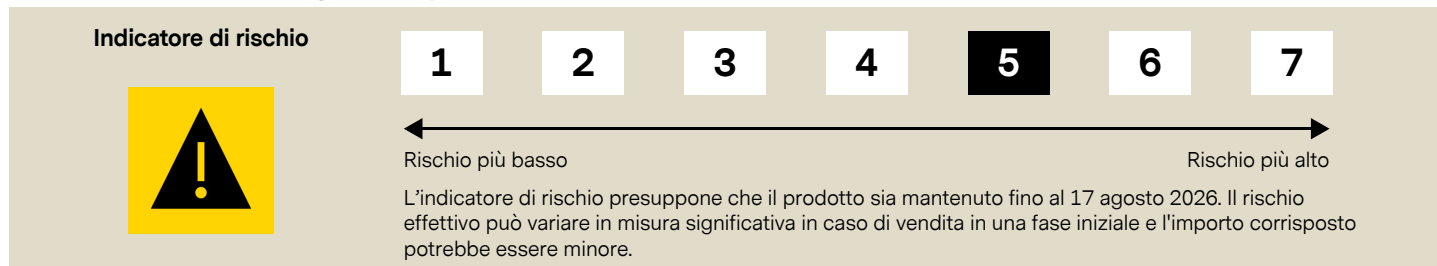 Indicatore di rischio
1 2 3 4 5 6 7
Rischio più basso Rischio più alto
L’indicatore di rischio presuppone che il prodotto sia mantenuto fino al 17 agosto 2026. Il rischio
effettivo può variare in misura significativa in caso di vendita in una fase iniziale e l'importo corrisposto
potrebbe essere minore.